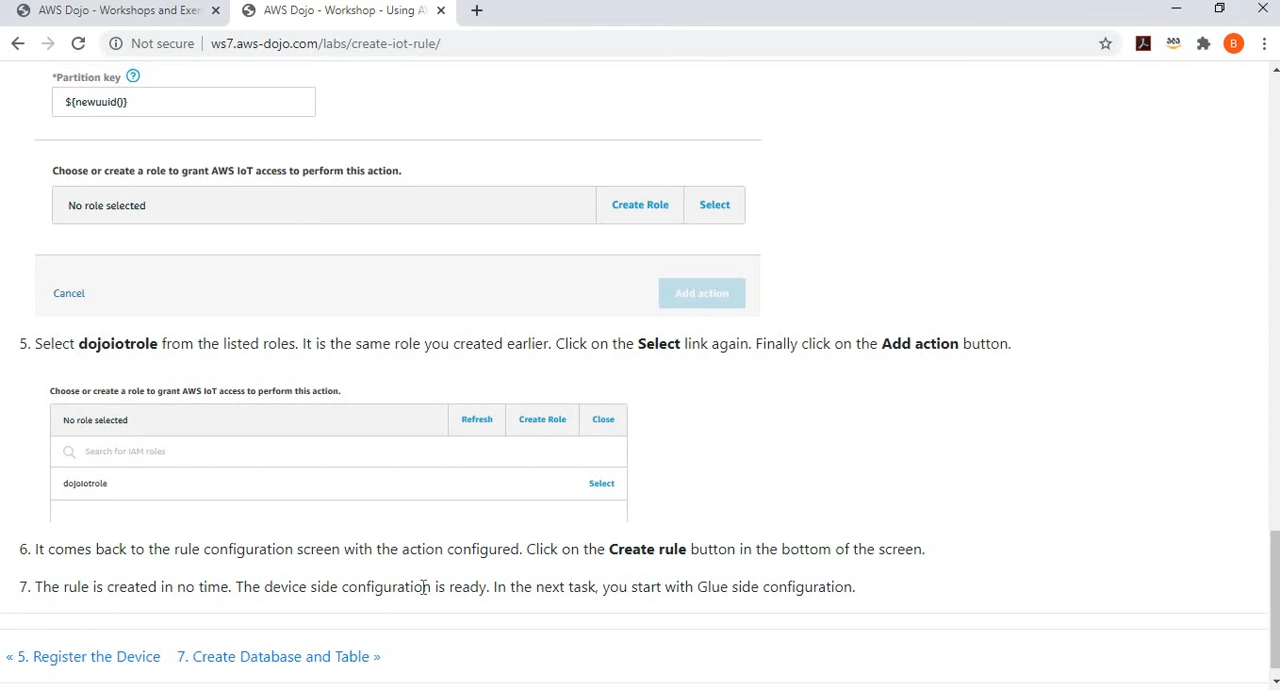 AWS Dojo - Workshops and Exer
AWS Dojo - Workshop - Using A
Not secure | ws7.aws-dojo.com/labs/create-iot-rule/
B
*Partition key ?
${newuuid()}
Choose or create a role to grant AWS IoT access to perform this action.
No role selected Create Role Select
Cancel Add action
5. Select dojoiotrole from the listed roles. It is the same role you created earlier. Click on the Select link again. Finally click on the Add action button.
Choose or create a role to grant AWS IoT access to perform this action.
No role selected Refresh Create Role Close
Search for IAM roles
dojoiotrole Select
6. It comes back to the rule configuration screen with the action configured. Click on the Create rule button in the bottom of the screen.
7. The rule is created in no time. The device side configuration is ready. In the next task, you start with Glue side configuration.
« 5. Register the Device 7. Create Database and Table »